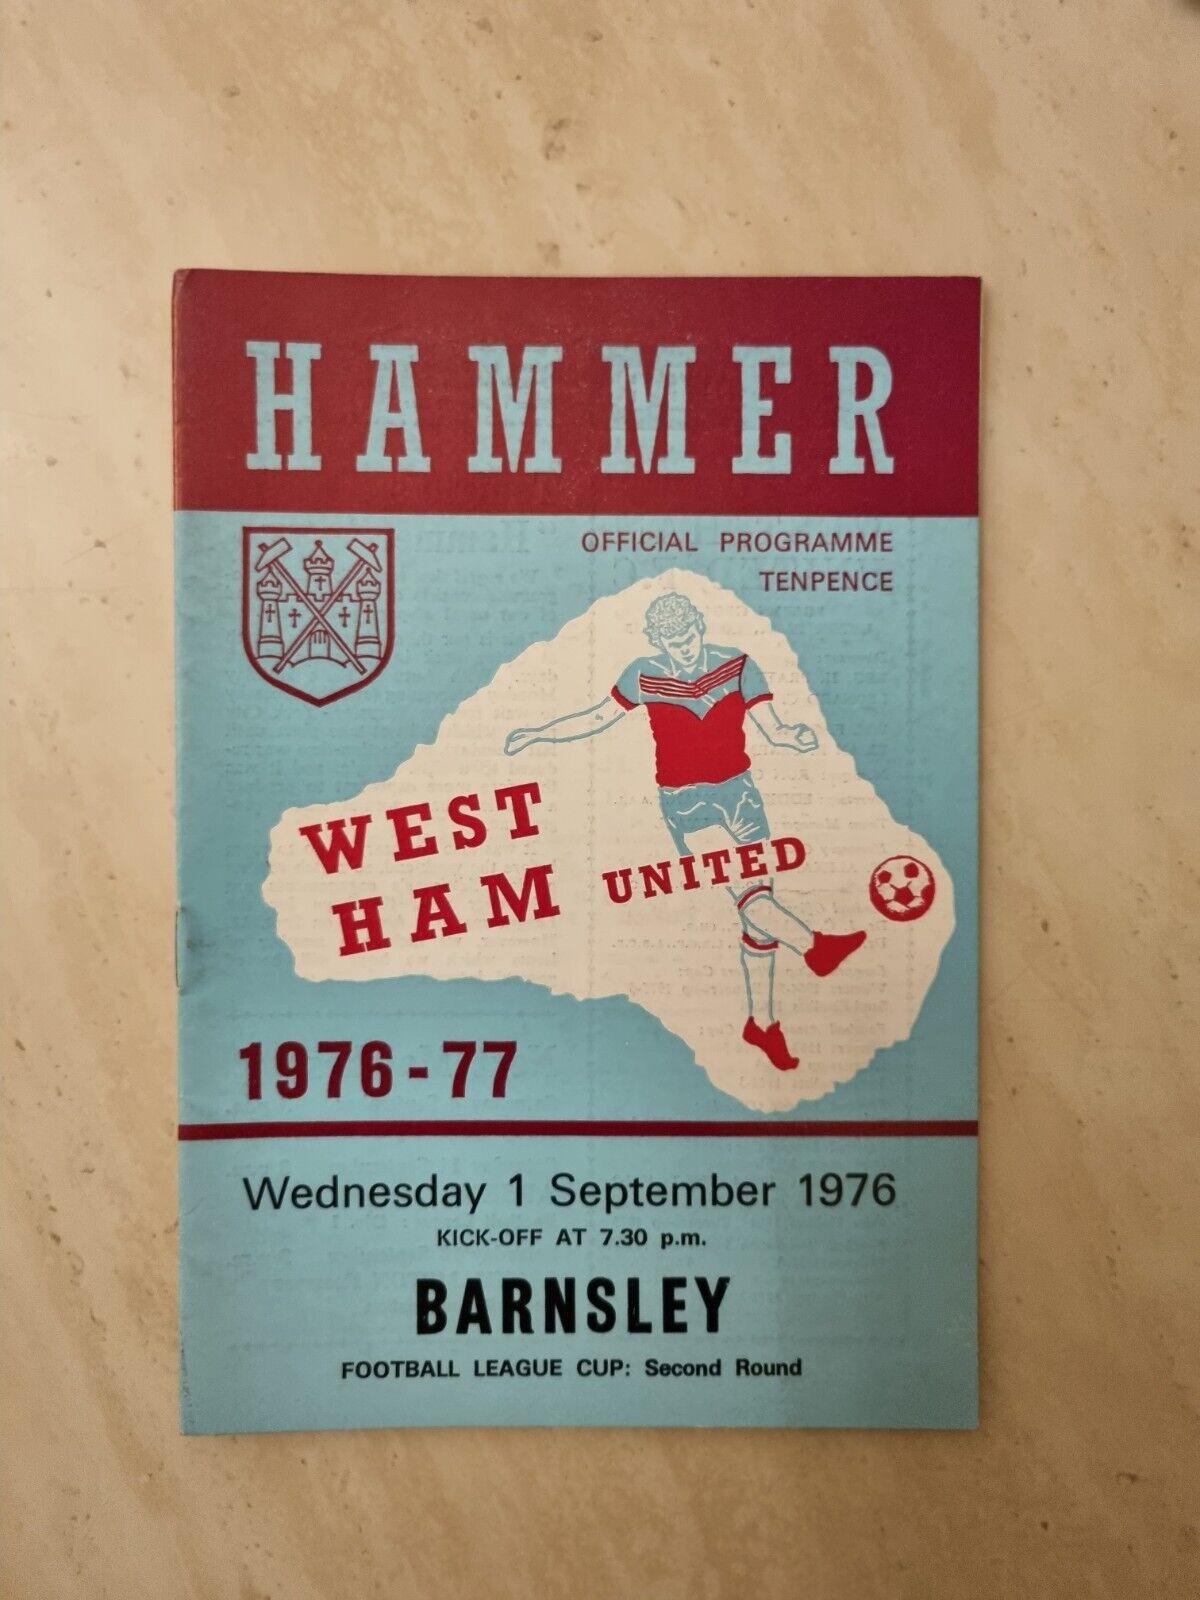 HAMMER
OFFICIAL PROGRAMME
TENPENCE
WEST
HAM UNITED
1976-77
Wednesday 1 September 1976
KICK-OFF AT 7.30 p.m.
BARNSLEY
FOOTBALL LEAGUE CUP: Second Round